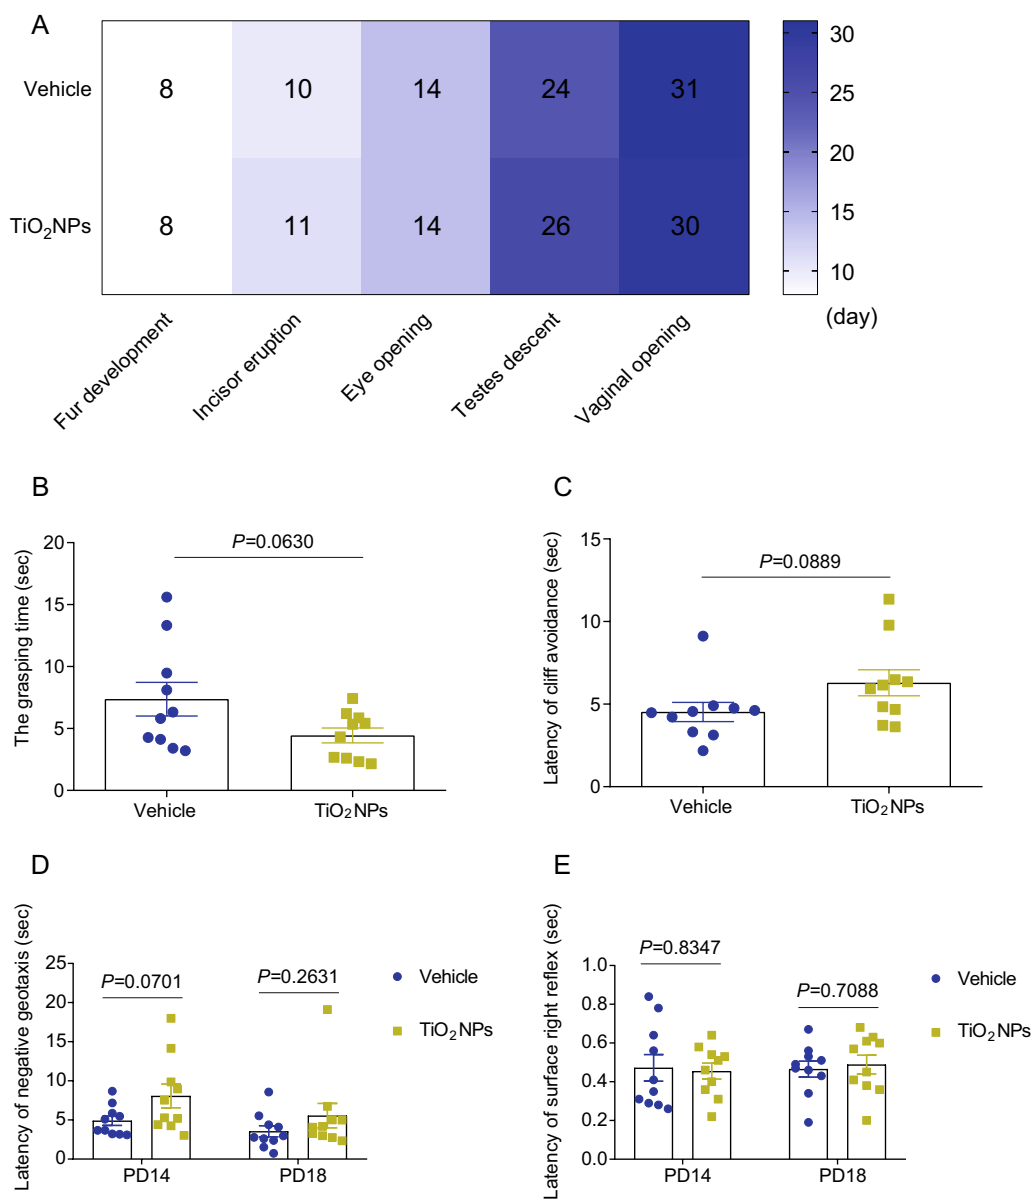 A
Vehicle 8 10 14 24 31
TiO2NPs 8 11 14 26 30
Fur development
Incisor eruption
Eye opening
Testes descent
Vaginal opening
30
25
20
15
10
(day)
B
The grasping time (sec)
20
15
10
5
0
P=0.0630
Vehicle
TiO2NPs
C
Latency of cliff avoidance (sec)
15
10
5
0
P=0.0889
Vehicle
TiO2NPs
D
Latency of negative geotaxis (sec)
25
20
15
10
5
0
P=0.0701
P=0.2631
PD14
PD18
Vehicle
TiO2NPs
E
Latency of surface right reflex (sec)
1.0
0.8
0.6
0.4
0.2
0.0
P=0.8347
P=0.7088
PD14
PD18
Vehicle
TiO2NPs